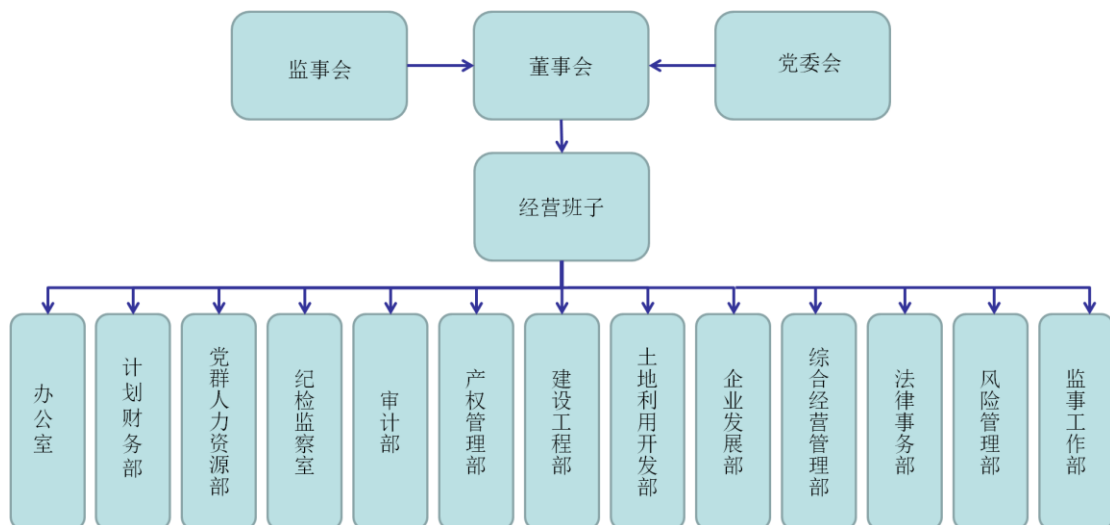 监事会
董事会
党委会
经营班子
办公室
计划财务部
党群人力资源部
纪检监察室
审计部
产权管理部
建设工程部
土地利用开发部
企业发展部
综合经营管理部
法律事务部
风险管理部
监事工作部